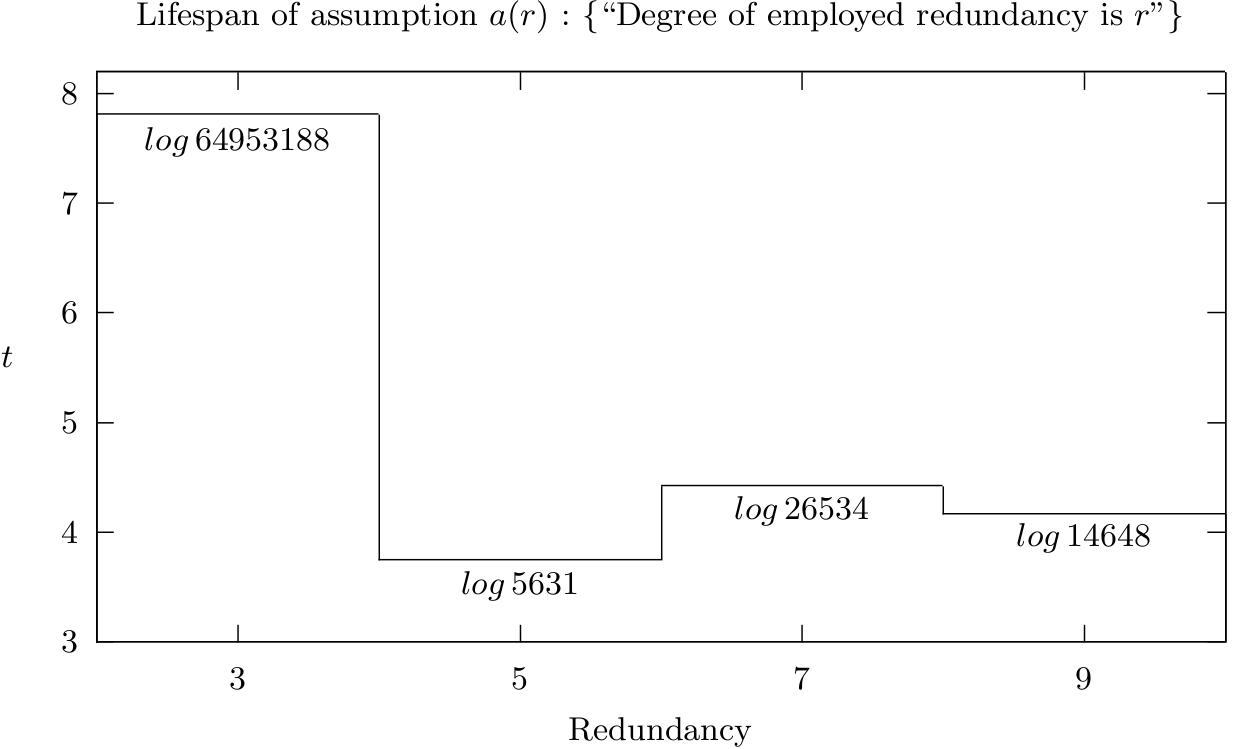 Lifespan of assumption a(r) : {“Degree of employed redundancy is r”}
8
log 64953188
7
6
t
5
log 26534
4
log 14648
log 5631
3
3 5 7 9
Redundancy